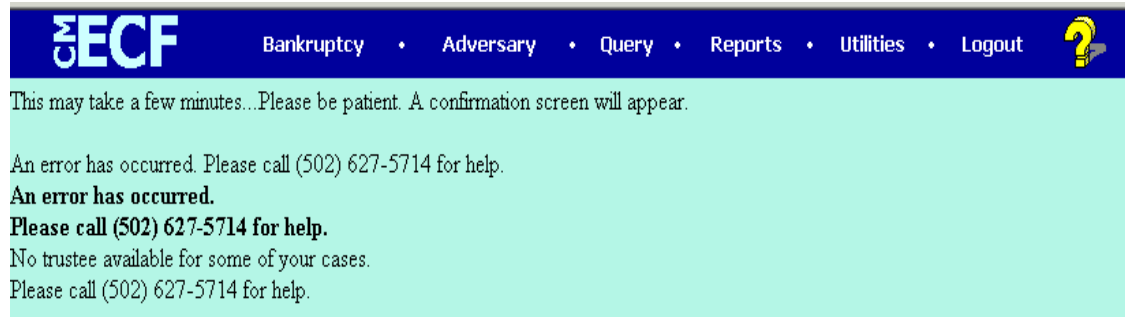 CM ECF Bankruptcy • Adversary • Query • Reports • Utilities • Logout ?
This may take a few minutes...Please be patient. A confirmation screen will appear.
An error has occurred. Please call (502) 627-5714 for help.
An error has occurred.
Please call (502) 627-5714 for help.
No trustee available for some of your cases.
Please call (502) 627-5714 for help.